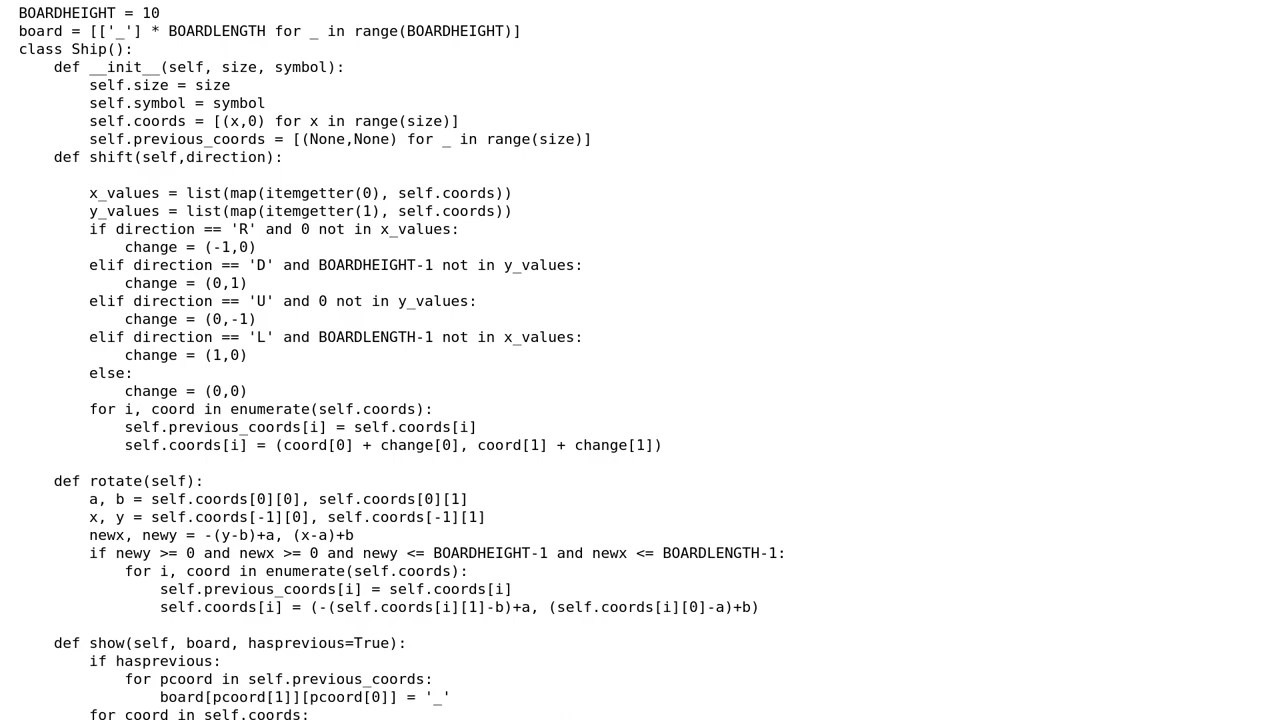 BOARDHEIGHT = 10
board = [['_'] * BOARDLENGTH for _ in range(BOARDHEIGHT)]
class Ship():
    def __init__(self, size, symbol):
        self.size = size
        self.symbol = symbol
        self.coords = [(x,0) for x in range(size)]
        self.previous_coords = [(None,None) for _ in range(size)]
    def shift(self,direction):

        x_values = list(map(itemgetter(0), self.coords))
        y_values = list(map(itemgetter(1), self.coords))
        if direction == 'R' and 0 not in x_values:
            change = (-1,0)
        elif direction == 'D' and BOARDHEIGHT-1 not in y_values:
            change = (0,1)
        elif direction == 'U' and 0 not in y_values:
            change = (0,-1)
        elif direction == 'L' and BOARDLENGTH-1 not in x_values:
            change = (1,0)
        else:
            change = (0,0)
        for i, coord in enumerate(self.coords):
            self.previous_coords[i] = self.coords[i]
            self.coords[i] = (coord[0] + change[0], coord[1] + change[1])

    def rotate(self):
        a, b = self.coords[0][0], self.coords[0][1]
        x, y = self.coords[-1][0], self.coords[-1][1]
        newx, newy = -(y-b)+a, (x-a)+b
        if newy >= 0 and newx >= 0 and newy <= BOARDHEIGHT-1 and newx <= BOARDLENGTH-1:
            for i, coord in enumerate(self.coords):
                self.previous_coords[i] = self.coords[i]
                self.coords[i] = (-(self.coords[i][1]-b)+a, (self.coords[i][0]-a)+b)

    def show(self, board, hasprevious=True):
        if hasprevious:
            for pcoord in self.previous_coords:
                board[pcoord[1]][pcoord[0]] = '_'
        for coord in self.coords: